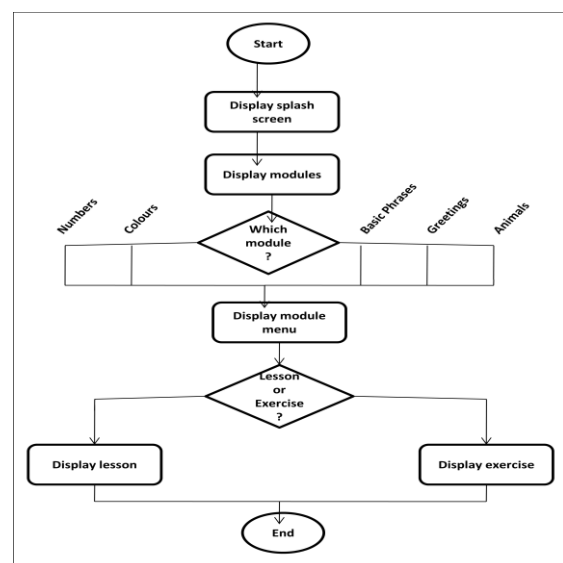 Start
Display splash
screen
Display modules
Numbers
Colours
Which
module
?
Basic Phrases
Greetings
Animals
Display module
menu
Lesson
or
Exercise
?
Display lesson
Display exercise
End